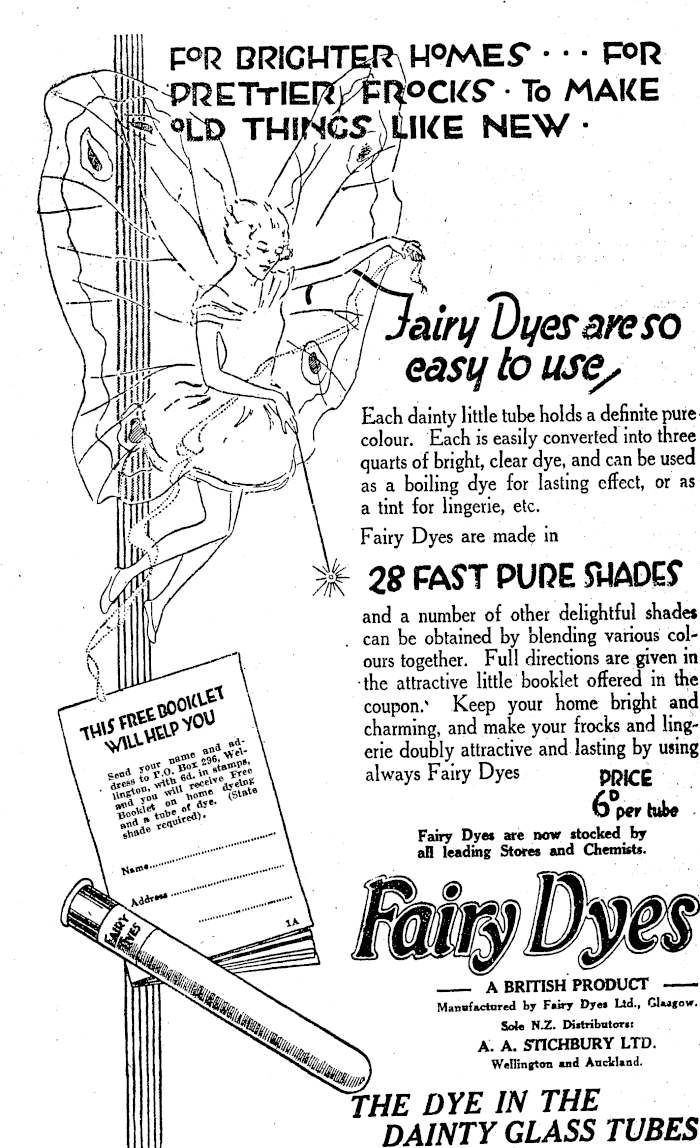 FOR BRIGHTER HOMES · · · FOR
PRETTIER FROCKS · TO MAKE
OLD THINGS LIKE NEW ·
Fairy Dyes are so
easy to use,
Each dainty little tube holds a definite pure
colour. Each is easily converted into three
quarts of bright, clear dye, and can be used
as a boiling dye for lasting effect, or as
a tint for lingerie, etc.
Fairy Dyes are made in
28 FAST PURE SHADES
and a number of other delightful shades
can be obtained by blending various col-
ours together. Full directions are given in
the attractive little booklet offered in the
coupon. Keep your home bright and
charming, and make your frocks and ling-
erie doubly attractive and lasting by using
always Fairy Dyes
PRICE
6D per tube
Fairy Dyes are now stocked by
all leading Stores and Chemists.
THIS FREE BOOKLET
WILL HELP YOU
Send your name and ad-
dress to P.O. Box 296, Wel-
lington, with 6d. in stamps,
and you will receive Free
Booklet on home dyeing
and a tube of dye. (State
shade required).
Name
Address
1A
FAIRY
DYES
Fairy Dyes
A BRITISH PRODUCT
Manufactured by Fairy Dyes Ltd., Glasgow.
Sole N.Z. Distributors:
A. A. STICHBURY LTD.
Wellington and Auckland.
THE DYE IN THE
DAINTY GLASS TUBES